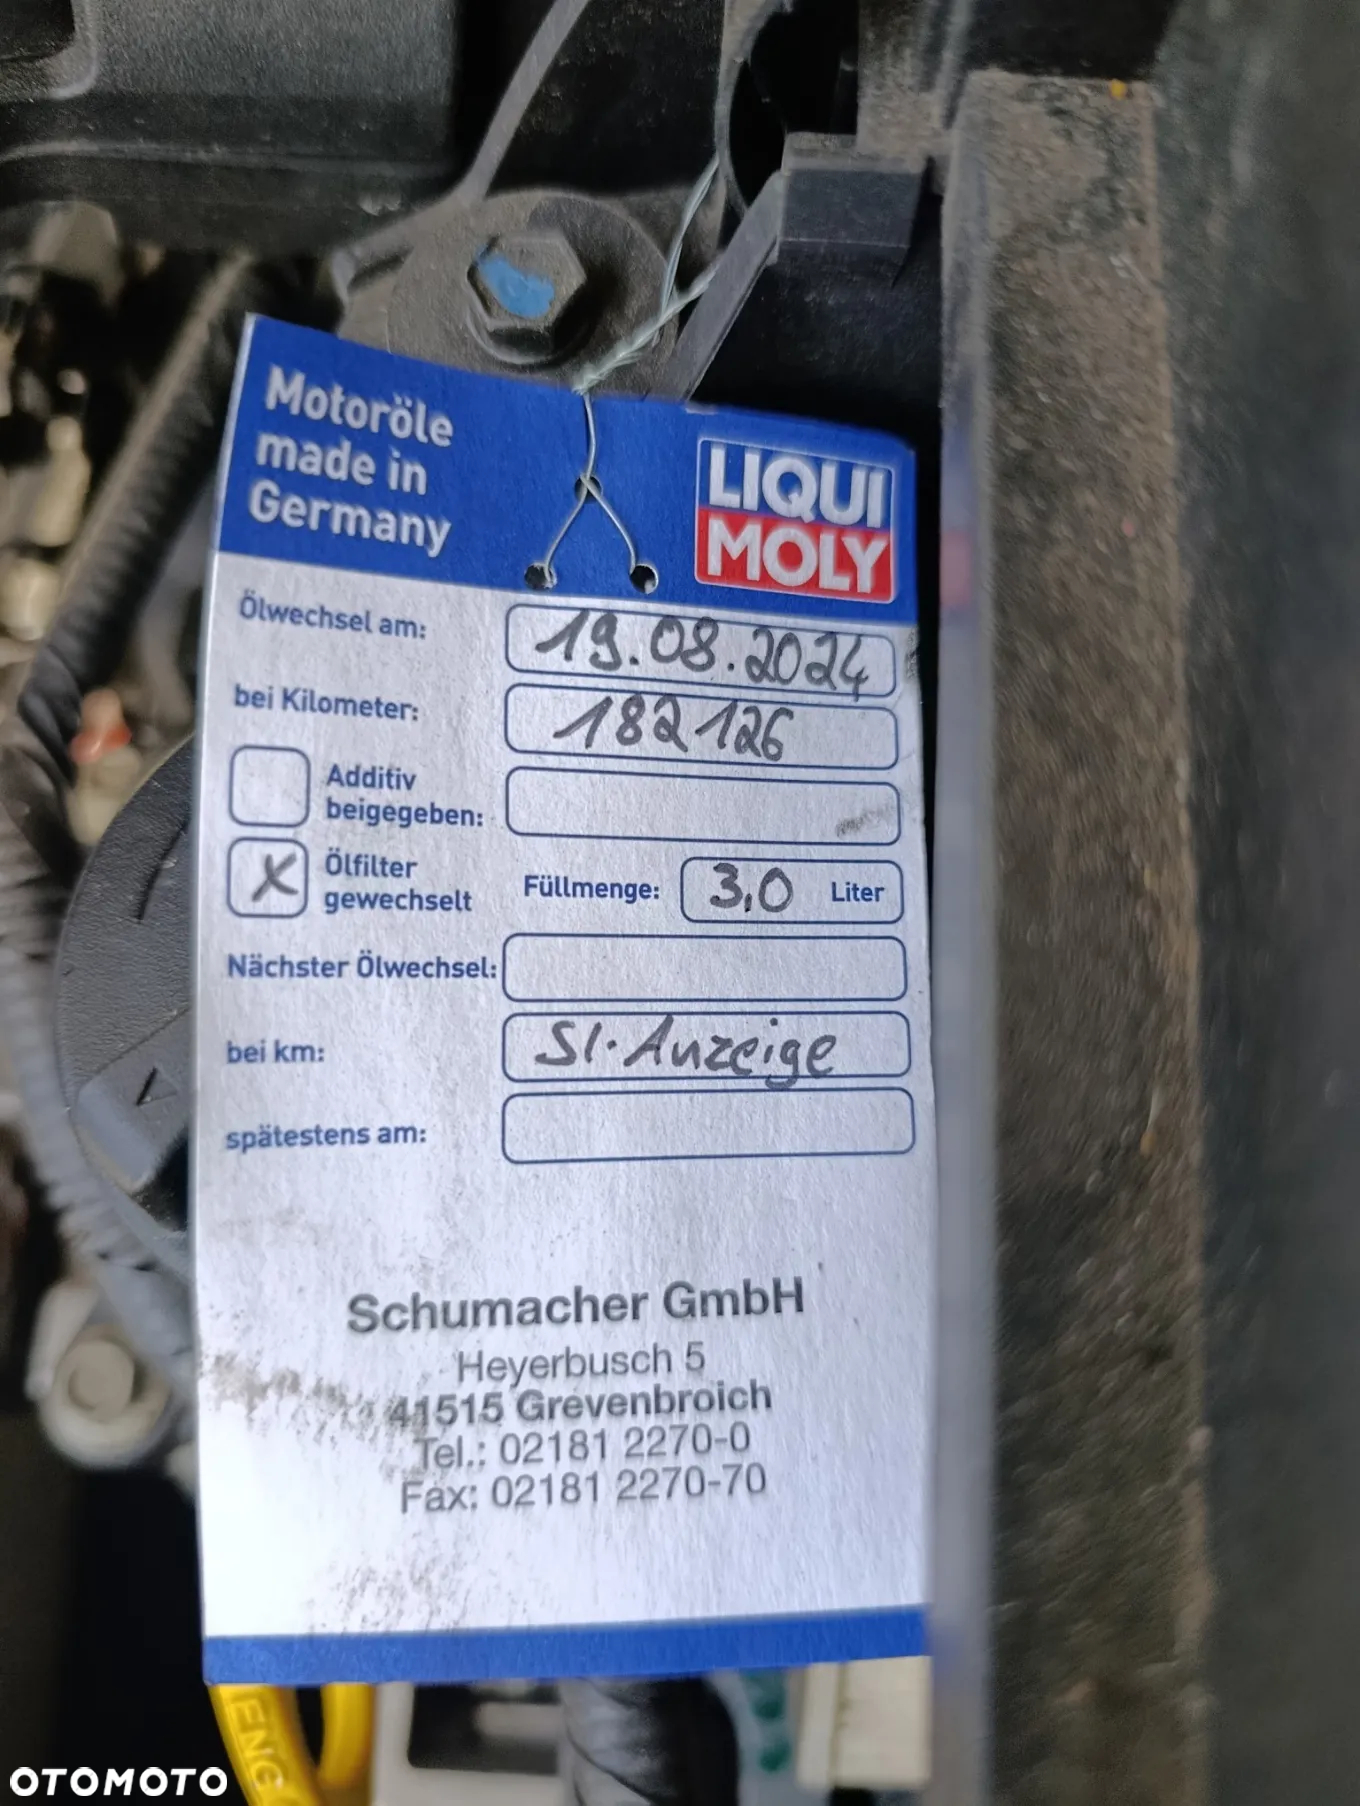 Motoröle
made in
Germany
LIQUI
MOLY
Ölwechsel am: 19.08.2024
bei Kilometer: 182126
Additiv
beigegeben:
X Ölfilter
gewechselt
Füllmenge: 3,0 Liter
Nächster Ölwechsel:
bei km: SI-Anzeige
spätestens am:
Schumacher GmbH
Heyerbusch 5
41515 Grevenbroich
Tel.: 02181 2270-0
Fax: 02181 2270-70
ENG
OTOMOTO